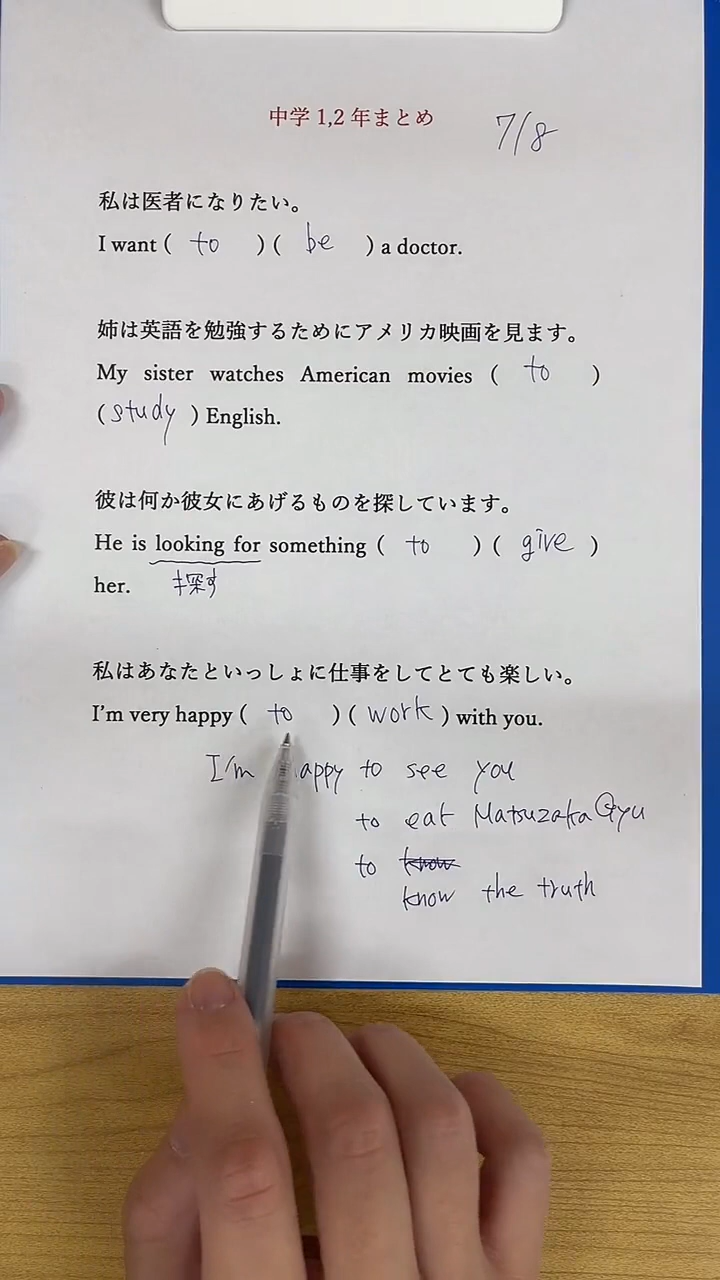 中学 1,2 年まとめ
7/8
私は医者になりたい。
I want ( to ) ( be ) a doctor.
姉は英語を勉強するためにアメリカ映画を見ます。
My sister watches American movies ( to )
( study ) English.
彼は何か彼女にあげるものを探しています。
He is looking for something ( to ) ( give )
her. 探す
私はあなたといっしょに仕事をしてとても楽しい。
I'm very happy ( to ) ( work ) with you.
I'm happy to see you
to eat Matsuzaka Gyu
to know
know the truth